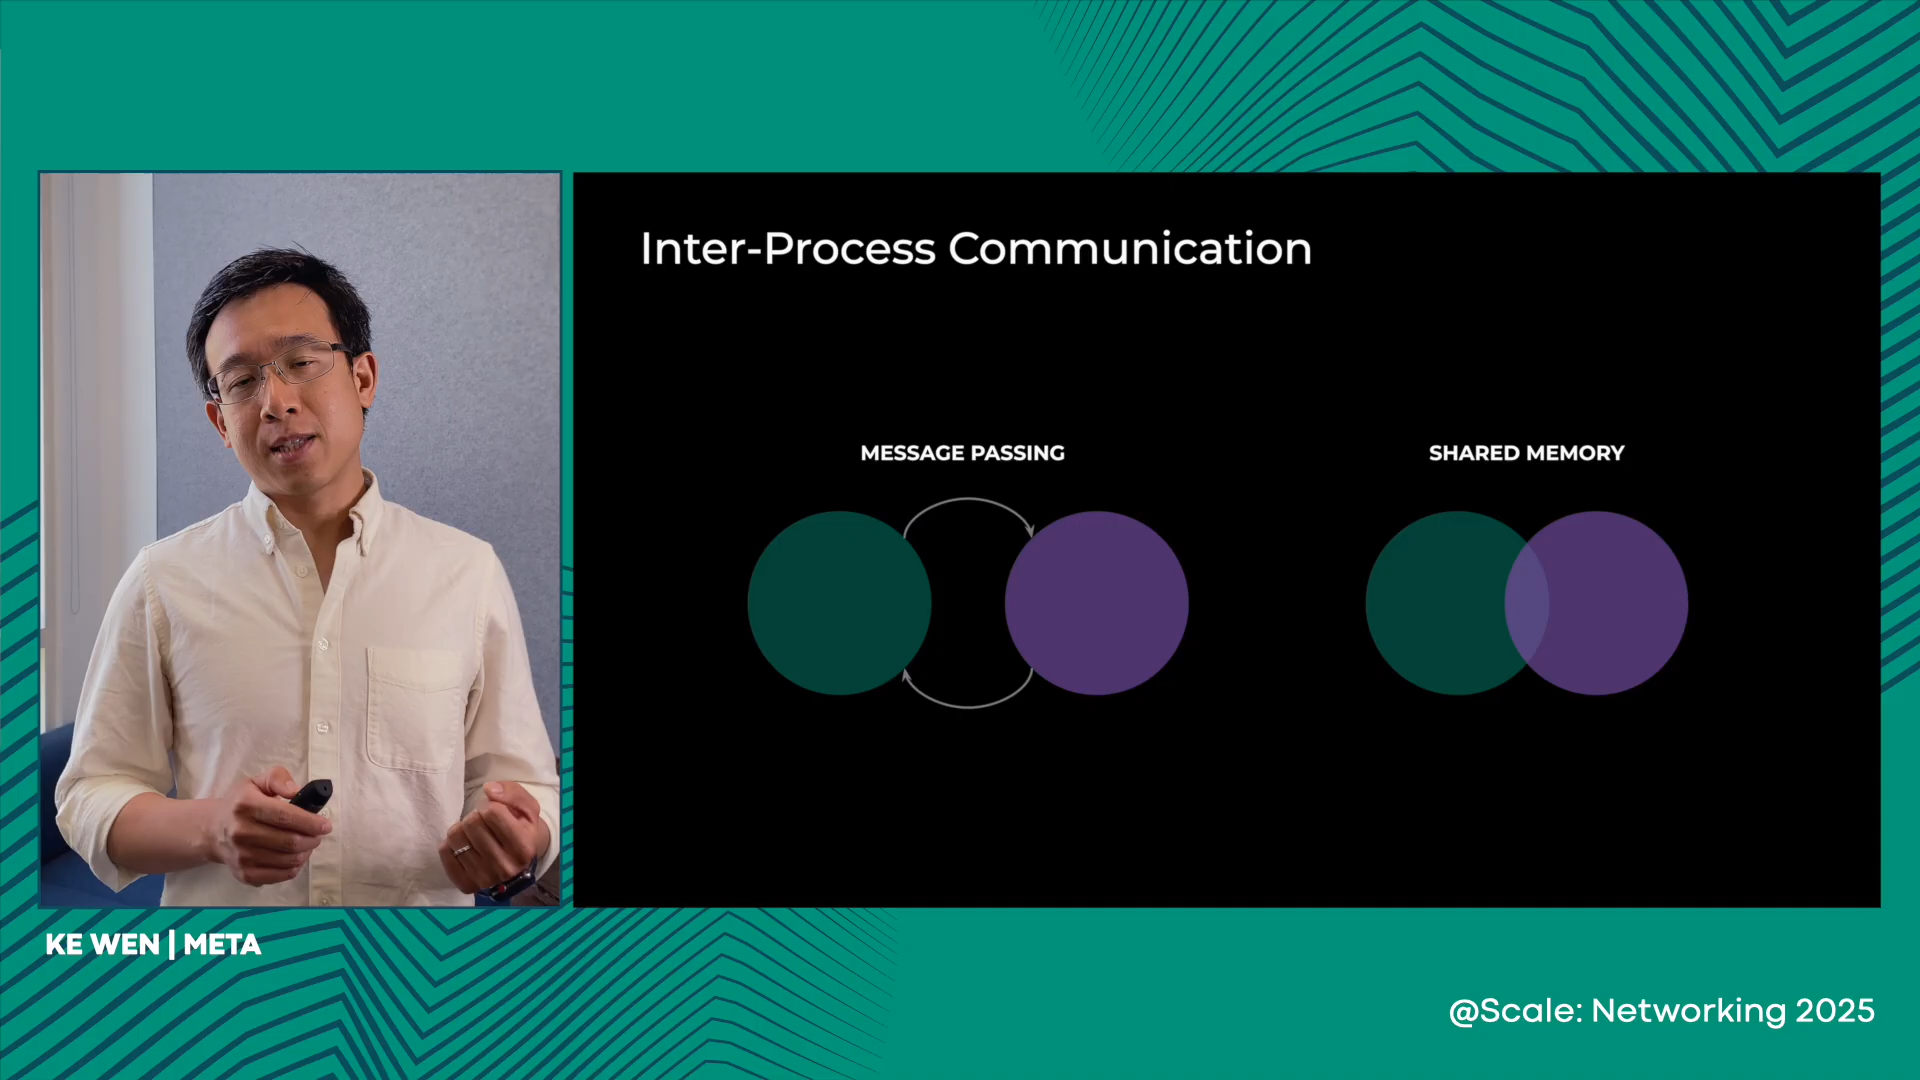 Inter-Process Communication
MESSAGE PASSING
SHARED MEMORY
KE WEN | META
@Scale: Networking 2025